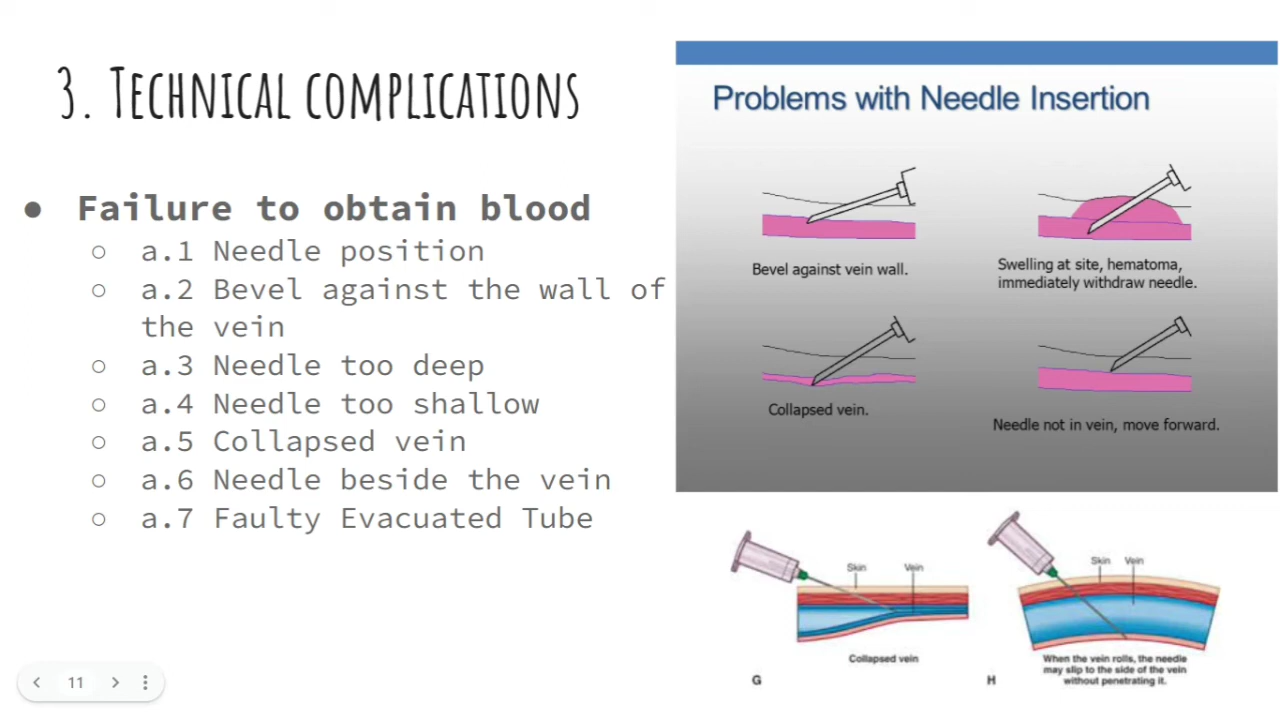 3. TECHNICAL COMPLICATIONS
● Failure to obtain blood
○ a.1 Needle position
○ a.2 Bevel against the wall of
the vein
○ a.3 Needle too deep
○ a.4 Needle too shallow
○ a.5 Collapsed vein
○ a.6 Needle beside the vein
○ a.7 Faulty Evacuated Tube
11
Problems with Needle Insertion
Bevel against vein wall.
Swelling at site, hematoma,
immediately withdraw needle.
Collapsed vein.
Needle not in vein, move forward.
Skin
Vein
Collapsed vein
G
Skin
Vein
When the vein rolls, the needle
may slip to the side of the vein
without penetrating it.
H